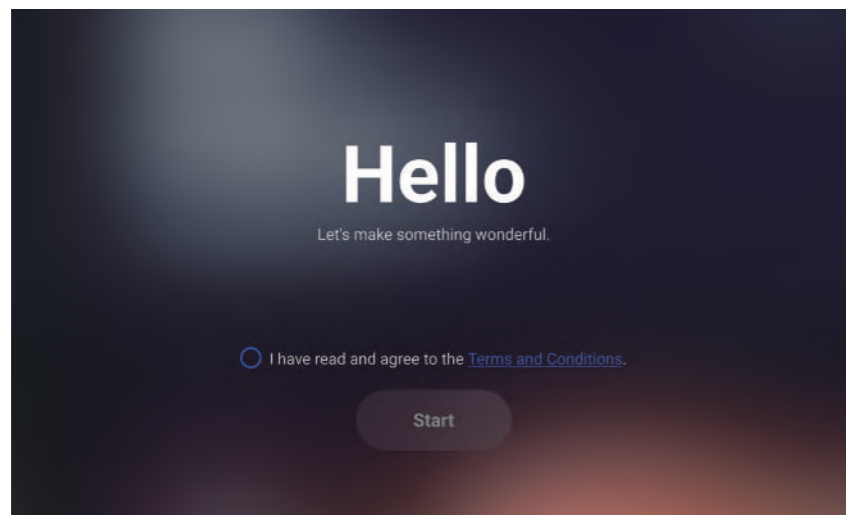 Hello
Let's make something wonderful.
I have read and agree to the Terms and Conditions.
Start